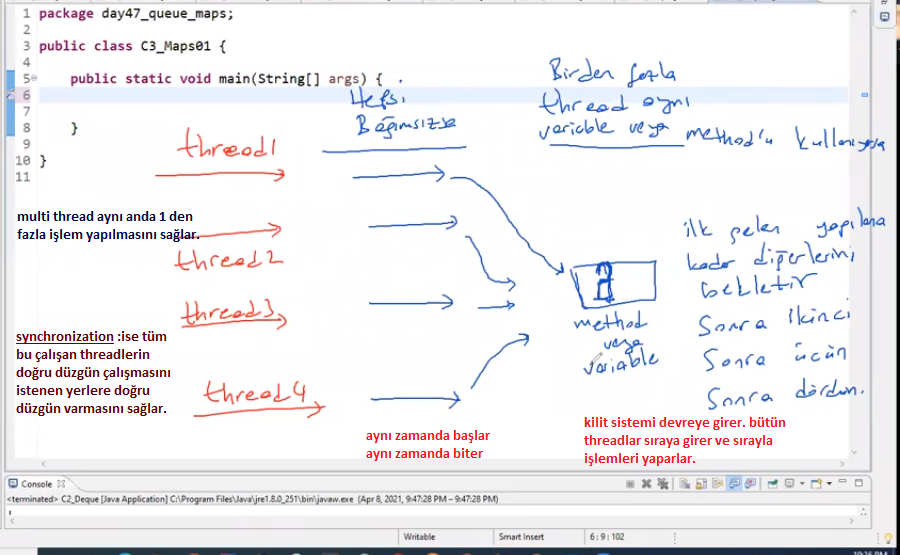 1 package day47_queue_maps;
2
3 public class C3_Maps01 {
4
5 public static void main(String[] args) {
6
7
8 }
9
10 }
11
Hepsi
Bağımsızsa
Birden fazla
thread aynı
variable veya method'u kullanıyorsa
thread1
multi thread aynı anda 1 den
fazla işlem yapılmasını sağlar.
thread2
thread3
synchronization :ise tüm
bu çalışan threadlerin
doğru düzgün çalışmasını
istenen yerlere doğru
düzgün varmasını sağlar.
thread4
aynı zamanda başlar
aynı zamanda biter
method
veya
variable
ilk gelen yapılana
kadar diğerlerini
bekletir
Sonra ikinci
Sonra üçün
Sonra dördün.
kilit sistemi devreye girer. bütün
threadlar sıraya girer ve sırayla
işlemleri yaparlar.
Console
<terminated> C2_Deque [Java Application] C:\Program Files\Java\jre1.8.0_251\bin\javaw.exe (Apr 8, 2021, 9:47:28 PM – 9:47:28 PM)
Writable
Smart Insert
6 : 9 : 102